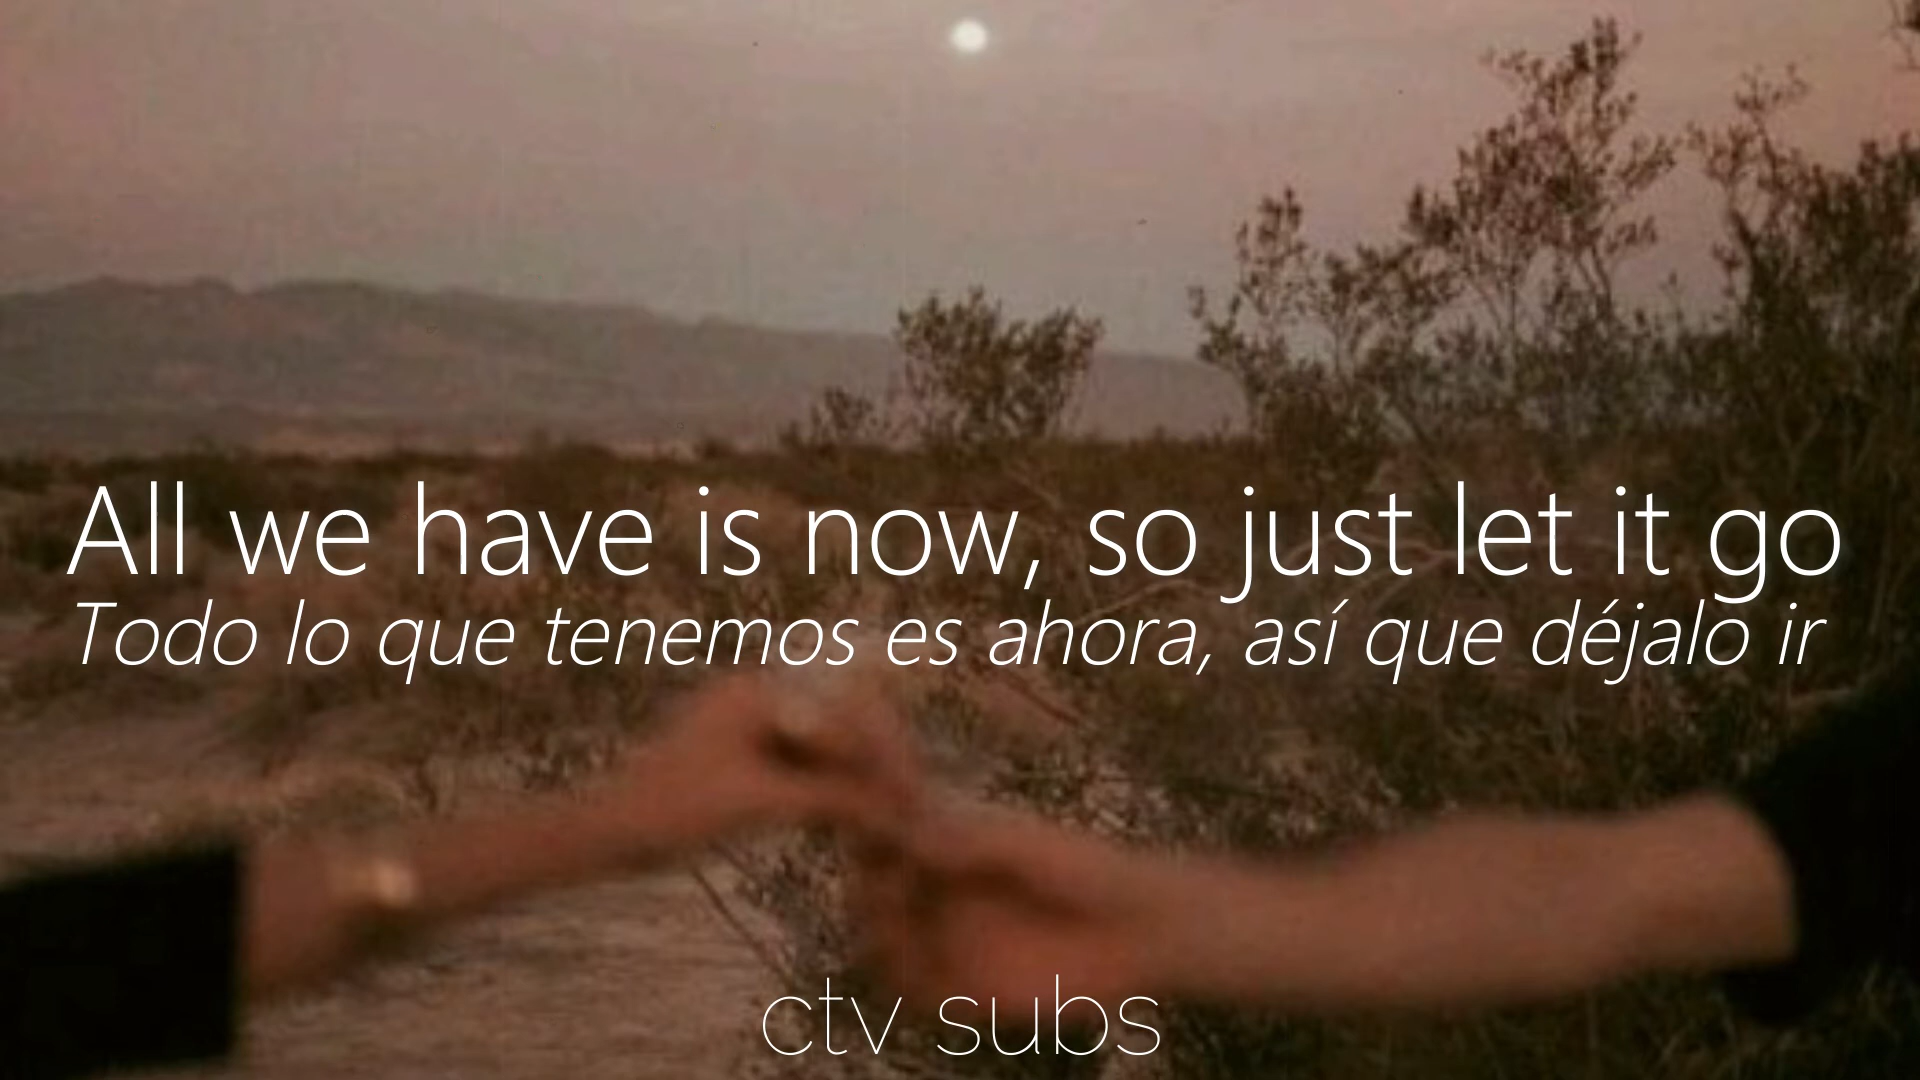 All we have is now, so just let it go
Todo lo que tenemos es ahora, así que déjalo ir
ctv subs